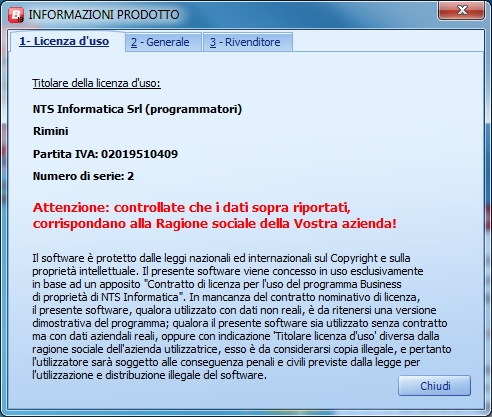 INFORMAZIONI PRODOTTO
1- Licenza d'uso
2 - Generale
3 - Rivenditore
Titolare della licenza d'uso:
NTS Informatica Srl (programmatori)
Rimini
Partita IVA: 02019510409
Numero di serie: 2
Attenzione: controllate che i dati sopra riportati,
corrispondano alla Ragione sociale della Vostra azienda!
Il software è protetto dalle leggi nazionali ed internazionali sul Copyright e sulla
proprietà intellettuale. Il presente software viene concesso in uso esclusivamente
in base ad un apposito "Contratto di licenza per l'uso del programma Business
di proprietà di NTS Informatica". In mancanza del contratto nominativo di licenza,
il presente software, qualora utilizzato con dati non reali, è da ritenersi una versione
dimostrativa del programma; qualora il presente software sia utilizzato senza contratto
ma con dati aziendali reali, oppure con indicazione 'Titolare licenza d'uso' diversa dalla
ragione sociale dell'azienda utilizzatrice, esso è da considerarsi copia illegale, e pertanto
l'utilizzatore sarà soggetto alle conseguenze penali e civili previste dalla legge per
l'utilizzazione e distribuzione illegale del software.
Chiudi